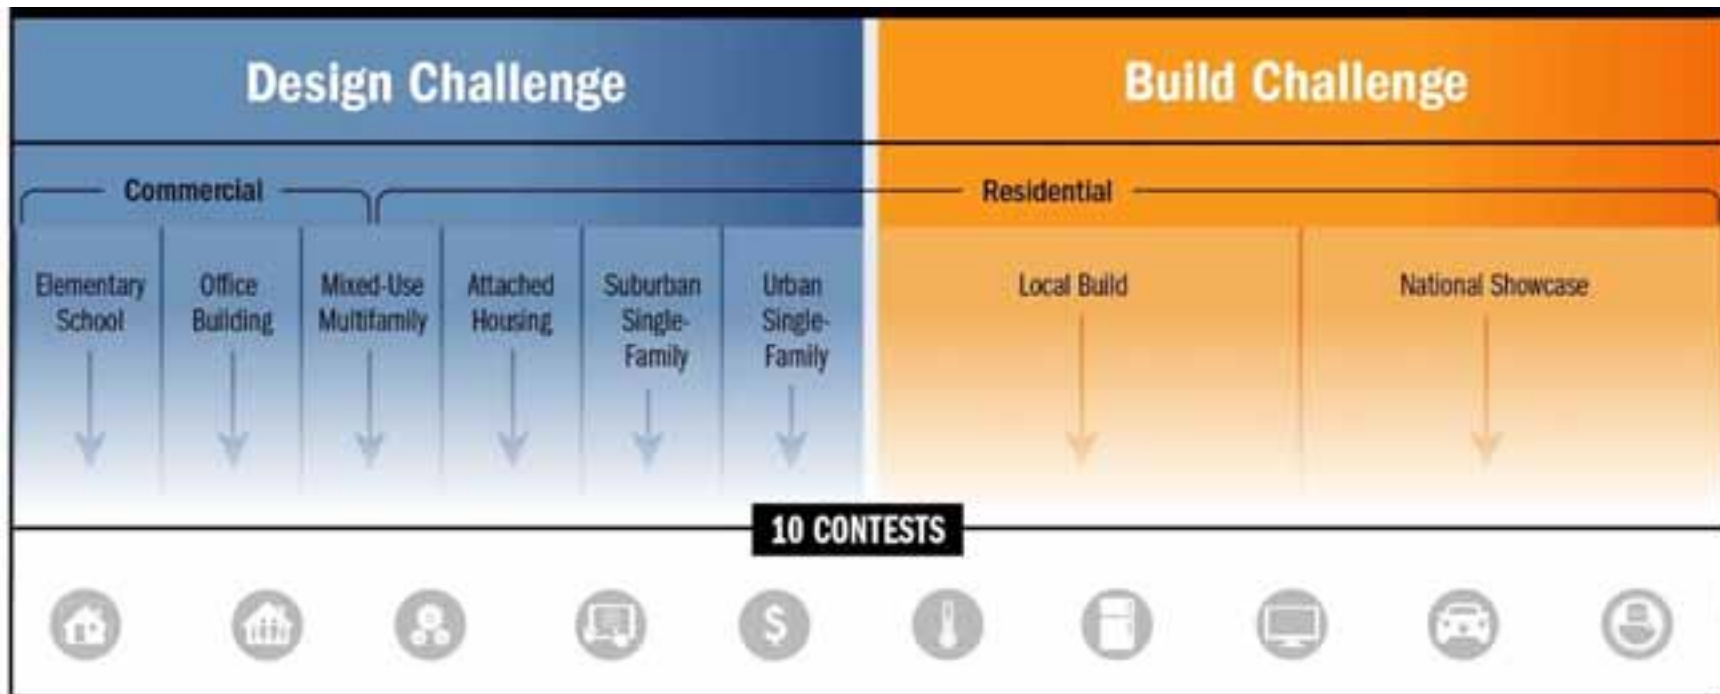 Design Challenge
Build Challenge
Commercial
Residential
Elementary
School
Office
Building
Mixed-Use
Multifamily
Attached
Housing
Suburban
Single-
Family
Urban
Single-
Family
Local Build
National Showcase
10 CONTESTS
$